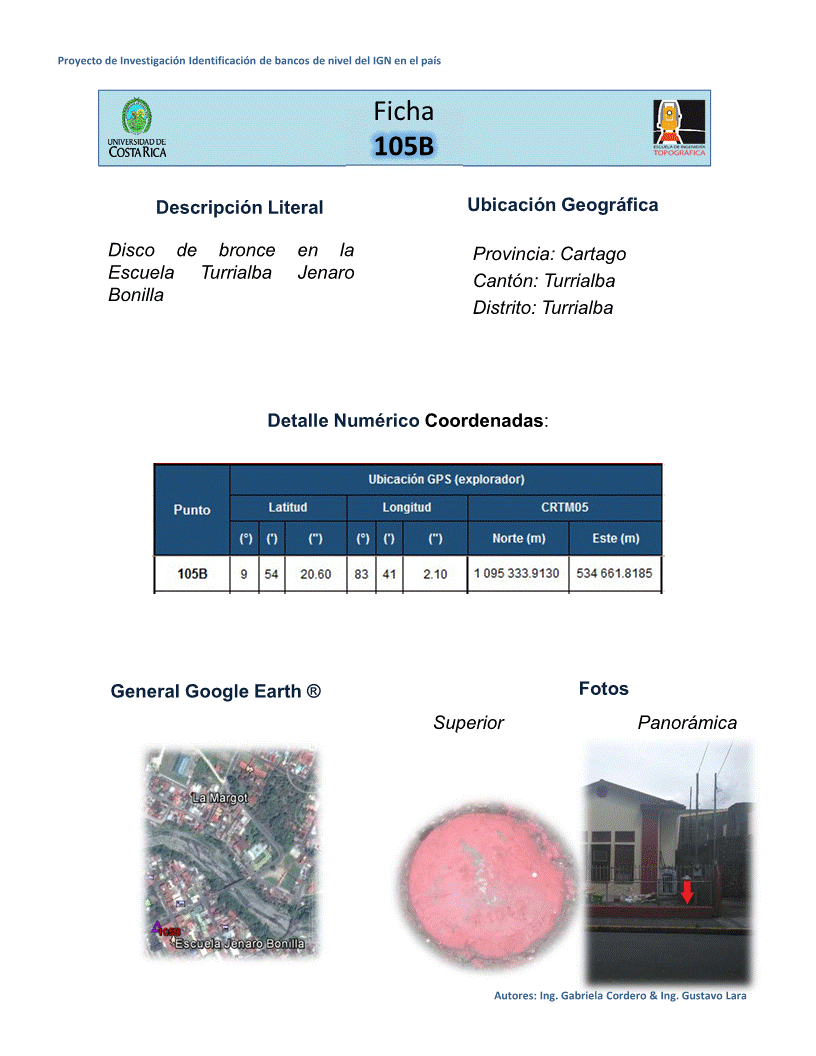 Proyecto de Investigación Identificación de bancos de nivel del IGN en el país
UNIVERSIDAD DE
COSTA RICA
Ficha
105B
ESCUELA DE INGENIERÍA
TOPOGRÁFICA
Descripción Literal
Disco de bronce en la
Escuela Turrialba Jenaro
Bonilla
Ubicación Geográfica
Provincia: Cartago
Cantón: Turrialba
Distrito: Turrialba
Detalle Numérico Coordenadas:
Punto
Ubicación GPS (explorador)
Latitud Longitud CRTM05
(°) (') (") (°) (') (") Norte (m) Este (m)
105B 9 54 20.60 83 41 2.10 1 095 333.9130 534 661.8185
General Google Earth ®
La Margot
105B
Escuela Jenaro Bonilla
Fotos
Superior Panorámica
Autores: Ing. Gabriela Cordero & Ing. Gustavo Lara